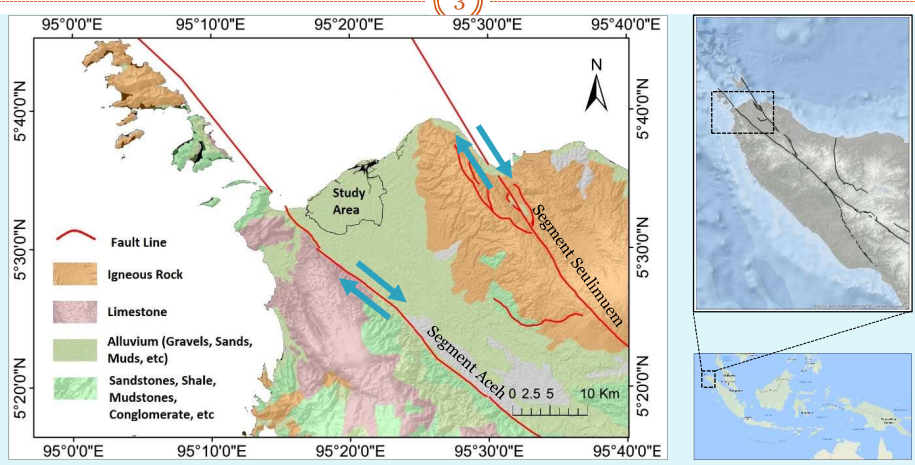 3
95°0'0"E 95°10'0"E 95°20'0"E 95°30'0"E 95°40'0"E
5°40'0"N
5°30'0"N
5°20'0"N
N
5°40'0"N
5°30'0"N
5°20'0"N
Study
Area
Segment Seulimuem
Segment Aceh
Fault Line
Igneous Rock
Limestone
Alluvium (Gravels, Sands,
Muds, etc)
Sandstones, Shale,
Mudstones,
Conglomerate, etc
0 2.5 5 10 Km
95°0'0"E 95°10'0"E 95°20'0"E 95°30'0"E 95°40'0"E